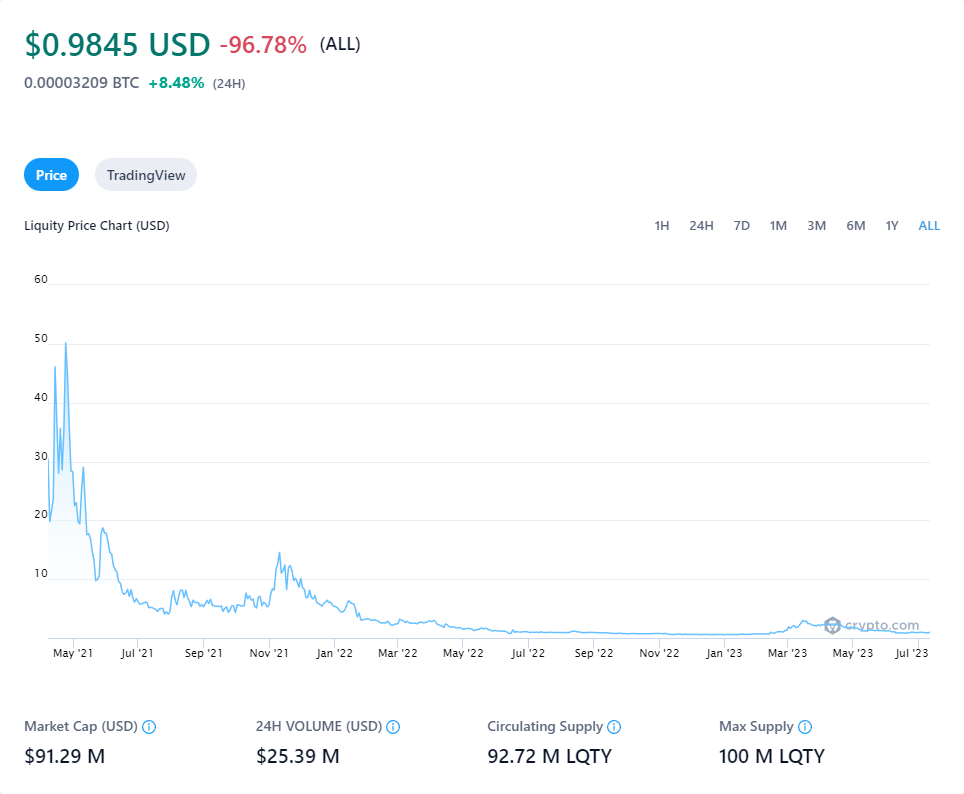 $0.9845 USD -96.78% (ALL)
0.00003209 BTC +8.48% (24H)
Price TradingView
Liquity Price Chart (USD) 1H 24H 7D 1M 3M 6M 1Y ALL
60
50
40
30
20
10
crypto.com
May '21 Jul '21 Sep '21 Nov '21 Jan '22 Mar '22 May '22 Jul '22 Sep '22 Nov '22 Jan '23 Mar '23 May '23 Jul '23
Market Cap (USD) 24H VOLUME (USD) Circulating Supply Max Supply
$91.29 M $25.39 M 92.72 M LQTY 100 M LQTY